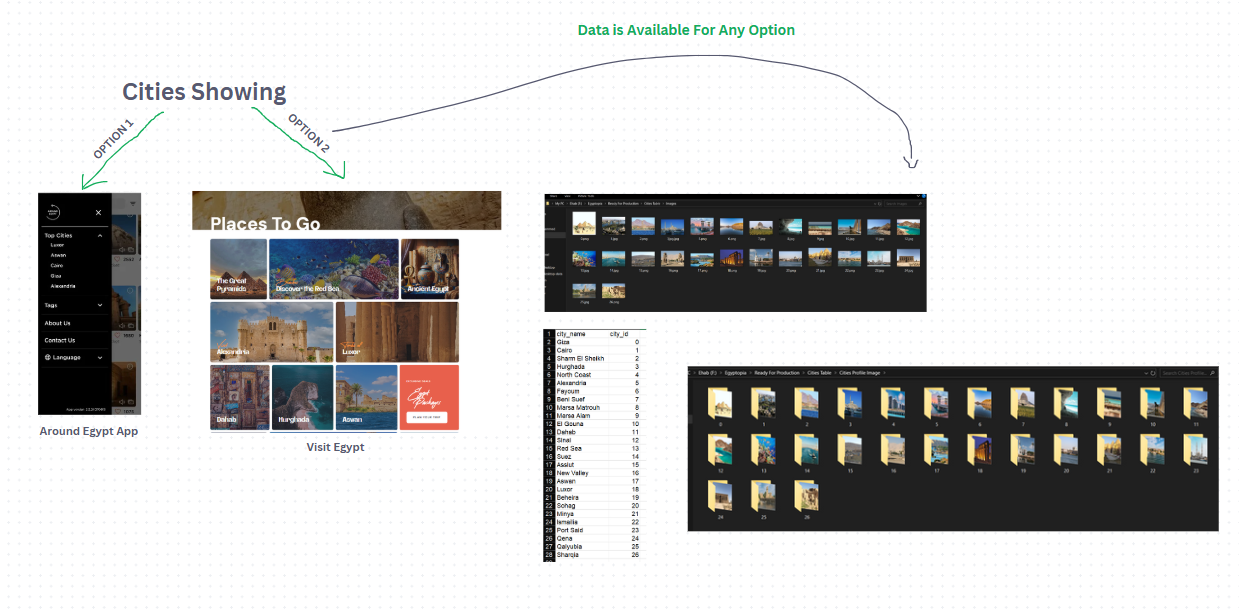 Data is Available For Any Option
Cities Showing
OPTION 1
OPTION 2
Top Cities
Luxor
Aswan
Cairo
Giza
Alexandria
Tags
About Us
Contact Us
Language
Around Egypt App
Places To Go
The Great
Pyramids
Discover the Red Sea
Ancient Egypt
Alexandria
Luxor
Dahab
Hurghada
Aswan
Visit Egypt
1 city_name city_id
2 Giza 0
3 Cairo 1
4 Sharm El Sheikh 2
5 Hurghada 3
6 North Coast 4
7 Alexandria 5
8 Fayoum 6
9 Beni Suef 7
10 Marsa Matrouh 8
11 Marsa Alam 9
12 El Gouna 10
13 Dahab 11
14 Sinai 12
15 Red Sea 13
16 Suez 14
17 Assiut 15
18 New Valley 16
19 Aswan 17
20 Luxor 18
21 Beheira 19
22 Sohag 20
23 Minya 21
24 Ismailia 22
25 Port Said 23
26 Qena 24
27 Qalyubia 25
28 Sharqia 26
Ehab (F:) > Egyptopia > Ready For Production > Cities Table > Cities Profile Image >
0 1 2 3 4 5 6 7 8 9 10 11
12 13 14 15 16 17 18 19 20 21 22 23
24 25 26